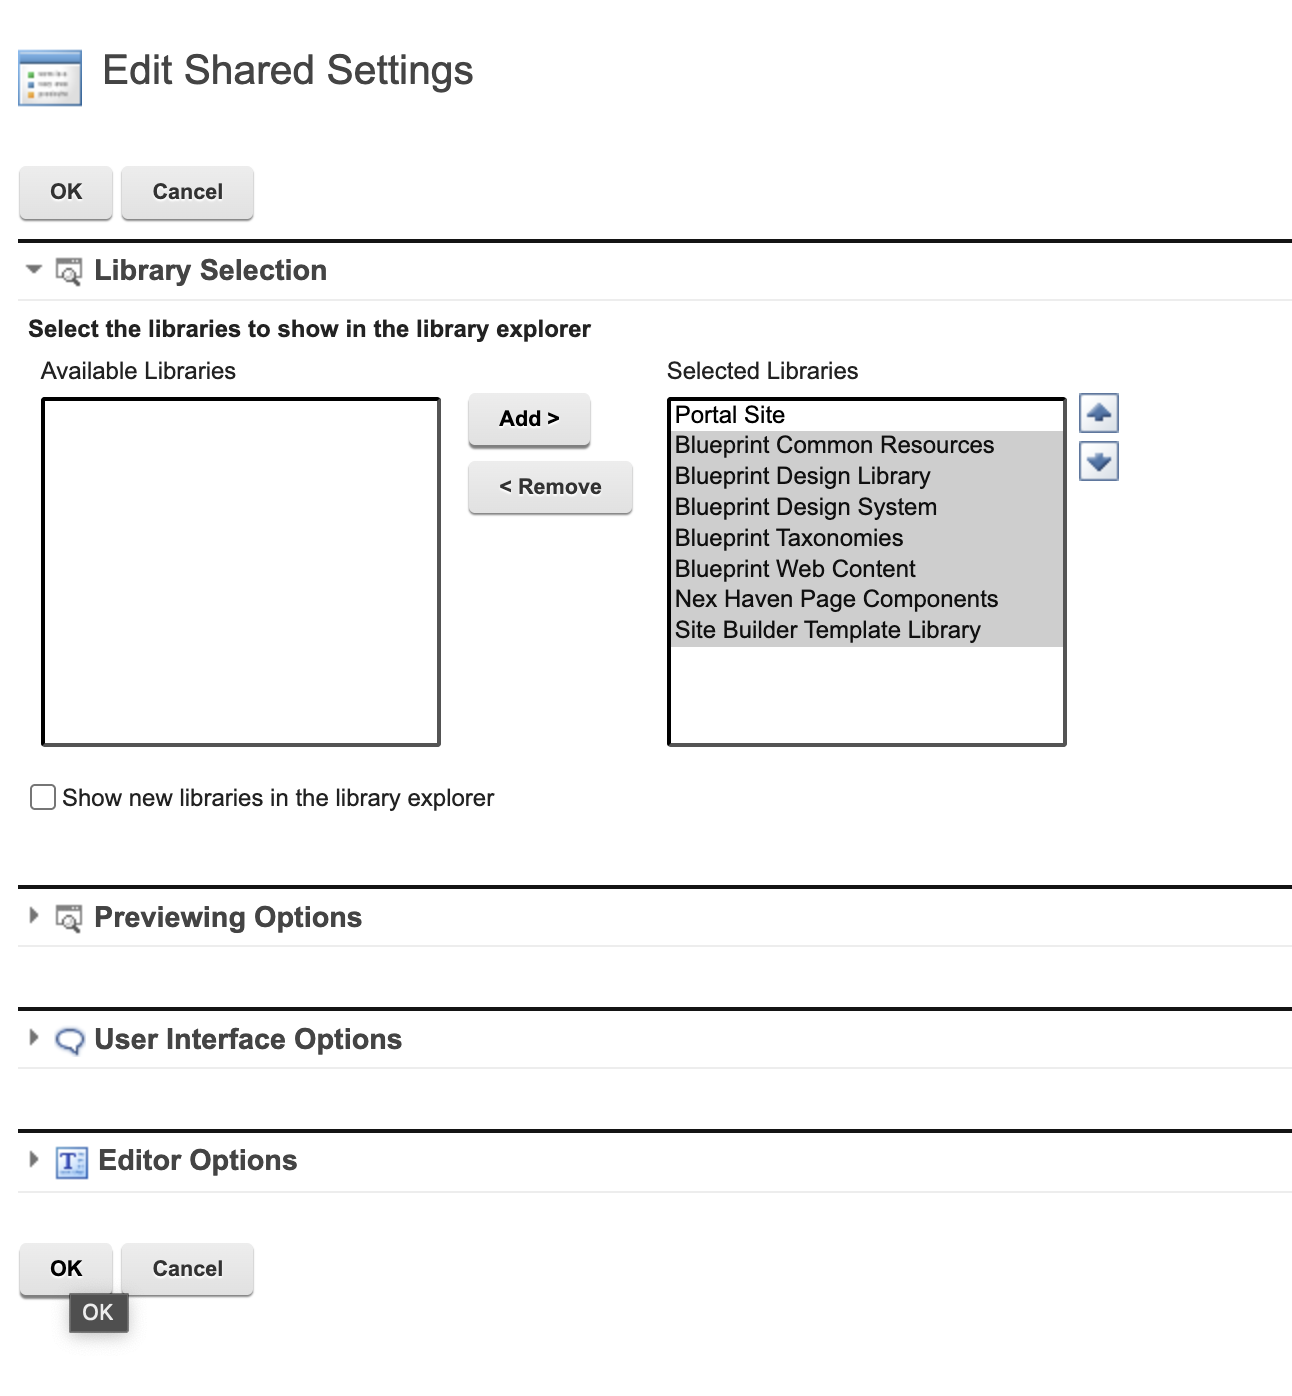 Edit Shared Settings
OK Cancel
Library Selection
Select the libraries to show in the library explorer
Available Libraries
Add >
< Remove
Selected Libraries
Portal Site
Blueprint Common Resources
Blueprint Design Library
Blueprint Design System
Blueprint Taxonomies
Blueprint Web Content
Nex Haven Page Components
Site Builder Template Library
Show new libraries in the library explorer
Previewing Options
User Interface Options
T Editor Options
OK Cancel
OK